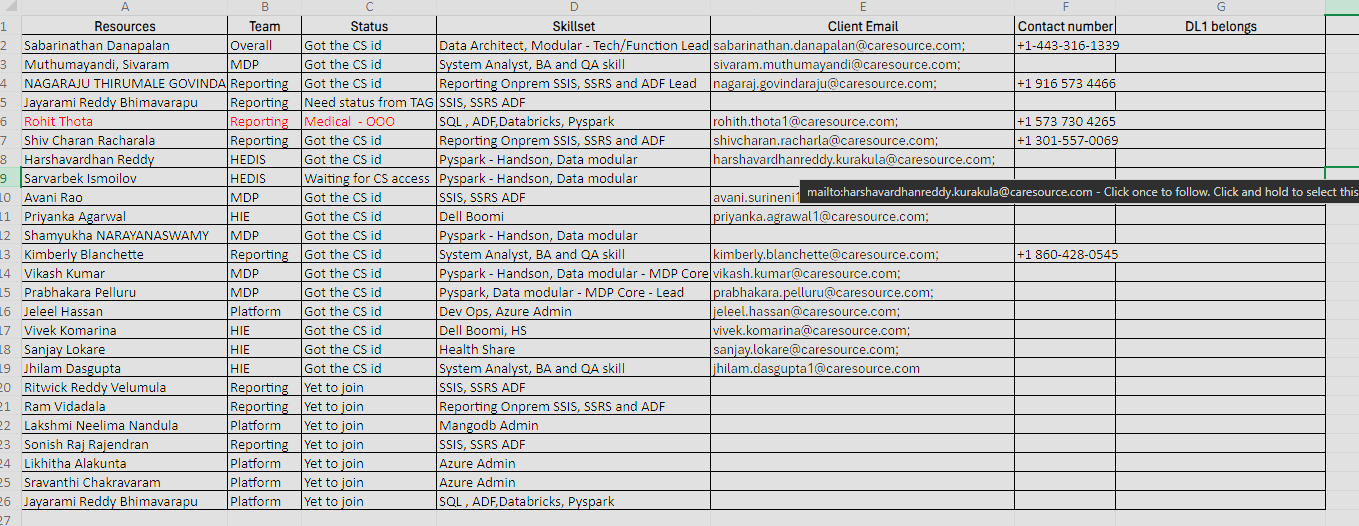 A B C D E F G
1 Resources Team Status Skillset Client Email Contact number DL1 belongs
2 Sabarinathan Danapalan Overall Got the CS id Data Architect, Modular - Tech/Function Lead sabarinathan.danapalan@caresource.com; +1-443-316-1339
3 Muthumayandi, Sivaram MDP Got the CS id System Analyst, BA and QA skill sivaram.muthumayandi@caresource.com;
4 NAGARAJU THIRUMALE GOVINDA Reporting Got the CS id Reporting Onprem SSIS, SSRS and ADF Lead nagaraj.govindaraju@caresource.com; +1 916 573 4466
5 Jayarami Reddy Bhimavarapu Reporting Need status from TAG SSIS, SSRS ADF
6 Rohit Thota Reporting Medical - OOO SQL , ADF,Databricks, Pyspark rohith.thota1@caresource.com; +1 573 730 4265
7 Shiv Charan Racharala Reporting Got the CS id Reporting Onprem SSIS, SSRS and ADF shivcharan.racharla@caresource.com; +1 301-557-0069
8 Harshavardhan Reddy HEDIS Got the CS id Pyspark - Handson, Data modular harshavardhanreddy.kurakula@caresource.com;
9 Sarvarbek Ismoilov HEDIS Waiting for CS access Pyspark - Handson, Data modular
mailto:harshavardhanreddy.kurakula@caresource.com - Click once to follow. Click and hold to select this
10 Avani Rao MDP Got the CS id SSIS, SSRS ADF avani.surineni1
11 Priyanka Agarwal HIE Got the CS id Dell Boomi priyanka.agrawal1@caresource.com;
12 Shamyukha NARAYANASWAMY MDP Got the CS id Pyspark - Handson, Data modular
13 Kimberly Blanchette Reporting Got the CS id System Analyst, BA and QA skill kimberly.blanchette@caresource.com; +1 860-428-0545
14 Vikash Kumar MDP Got the CS id Pyspark - Handson, Data modular - MDP Core vikash.kumar@caresource.com;
15 Prabhakara Pelluru MDP Got the CS id Pyspark, Data modular - MDP Core - Lead prabhakara.pelluru@caresource.com;
16 Jeleel Hassan Platform Got the CS id Dev Ops, Azure Admin jeleel.hassan@caresource.com;
17 Vivek Komarina HIE Got the CS id Dell Boomi, HS vivek.komarina@caresource.com;
18 Sanjay Lokare HIE Got the CS id Health Share sanjay.lokare@caresource.com;
19 Jhilam Dasgupta HIE Got the CS id System Analyst, BA and QA skill jhilam.dasgupta1@caresource.com
20 Ritwick Reddy Velumula Reporting Yet to join SSIS, SSRS ADF
21 Ram Vidadala Reporting Yet to join Reporting Onprem SSIS, SSRS and ADF
22 Lakshmi Neelima Nandula Platform Yet to join Mangodb Admin
23 Sonish Raj Rajendran Reporting Yet to join SSIS, SSRS ADF
24 Likhitha Alakunta Platform Yet to join Azure Admin
25 Sravanthi Chakravaram Platform Yet to join Azure Admin
26 Jayarami Reddy Bhimavarapu Platform Yet to join SQL , ADF,Databricks, Pyspark
27